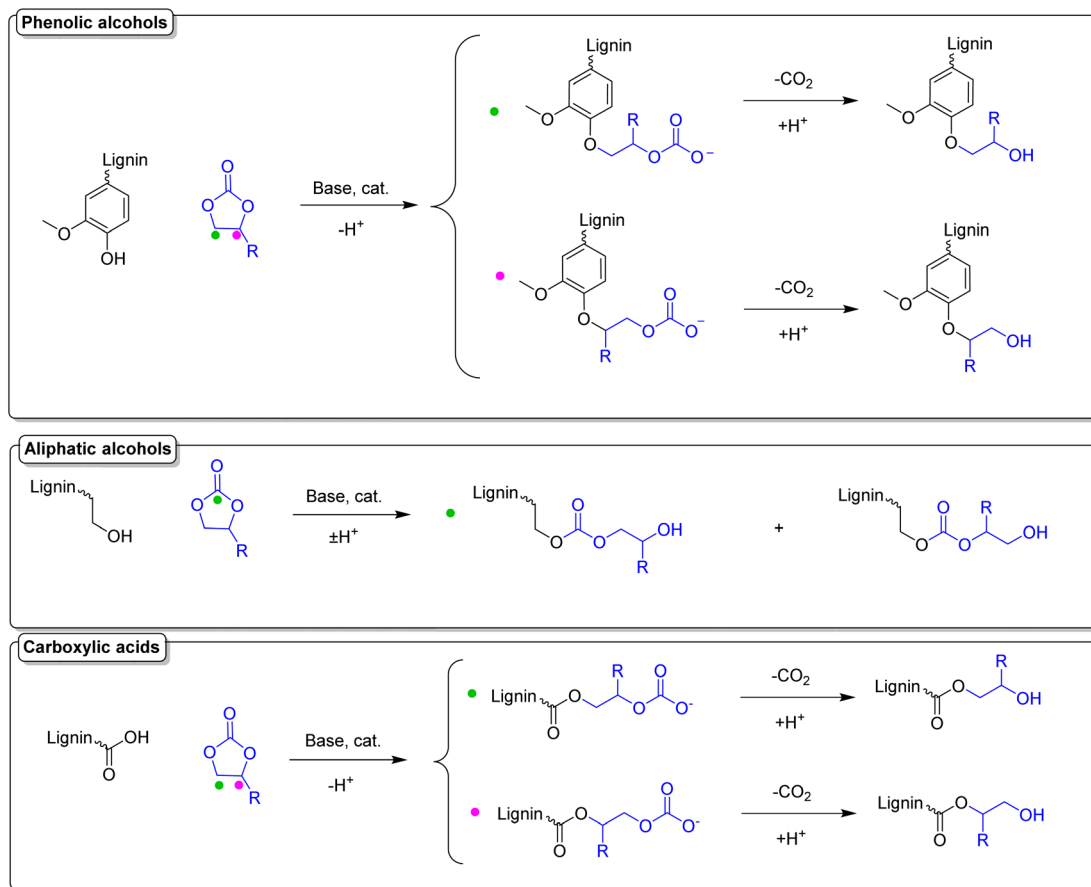 Phenolic alcohols
Lignin
O
OH
O
O
O
R
Base, cat.
-H+
Lignin
O
O
R
O
O
O−
-CO2
+H+
Lignin
O
O
R
OH
Lignin
O
O
R
O
O
O−
-CO2
+H+
Lignin
O
O
R
OH
Aliphatic alcohols
Lignin
OH
O
O
O
R
Base, cat.
±H+
Lignin
O
O
O
OH
R
+
Lignin
O
O
O
R
OH
Carboxylic acids
Lignin
OH
O
O
O
O
R
Base, cat.
-H+
Lignin
O
O
R
O
O
O-
-CO2
+H+
Lignin
O
O
R
OH
Lignin
O
O
R
O
O
O-
-CO2
+H+
Lignin
O
O
R
OH